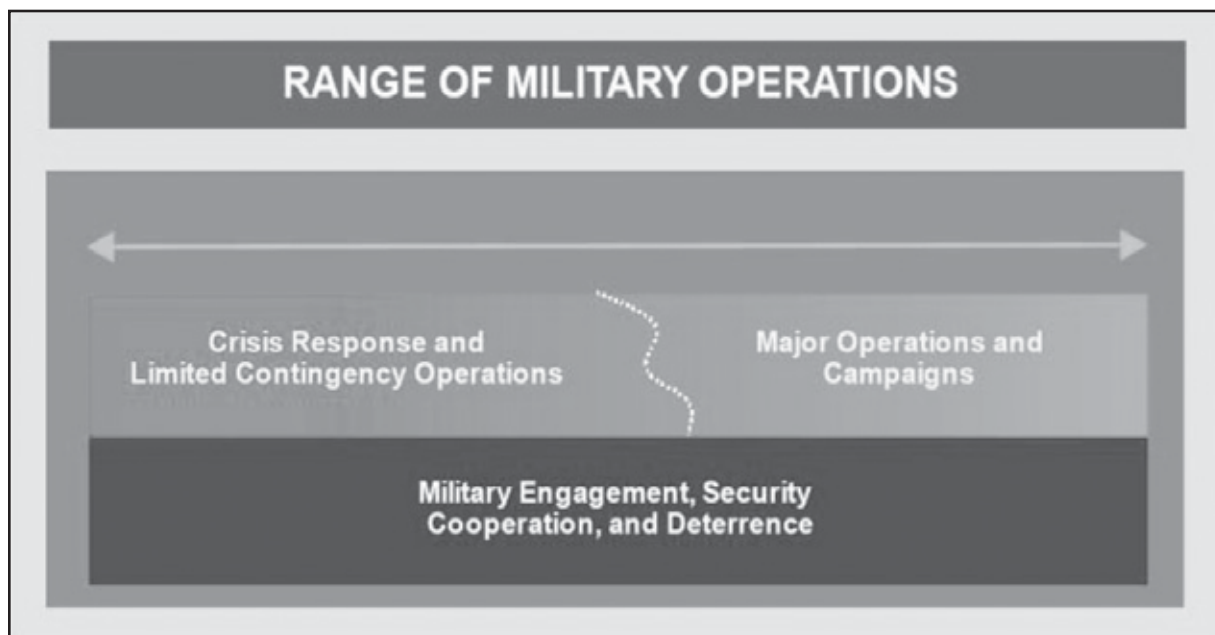 RANGE OF MILITARY OPERATIONS
Crisis Response and
Limited Contingency Operations
Major Operations and
Campaigns
Military Engagement, Security
Cooperation, and Deterrence